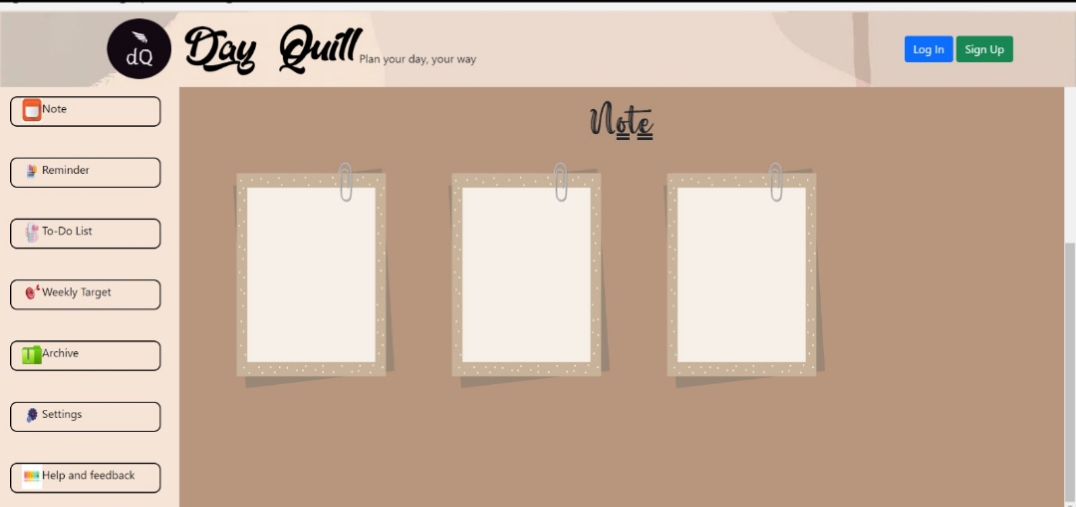 dQ
Day Quill
Plan your day, your way
Log In
Sign Up
Note
Reminder
To-Do List
Weekly Target
Archive
Settings
Help and feedback
Note